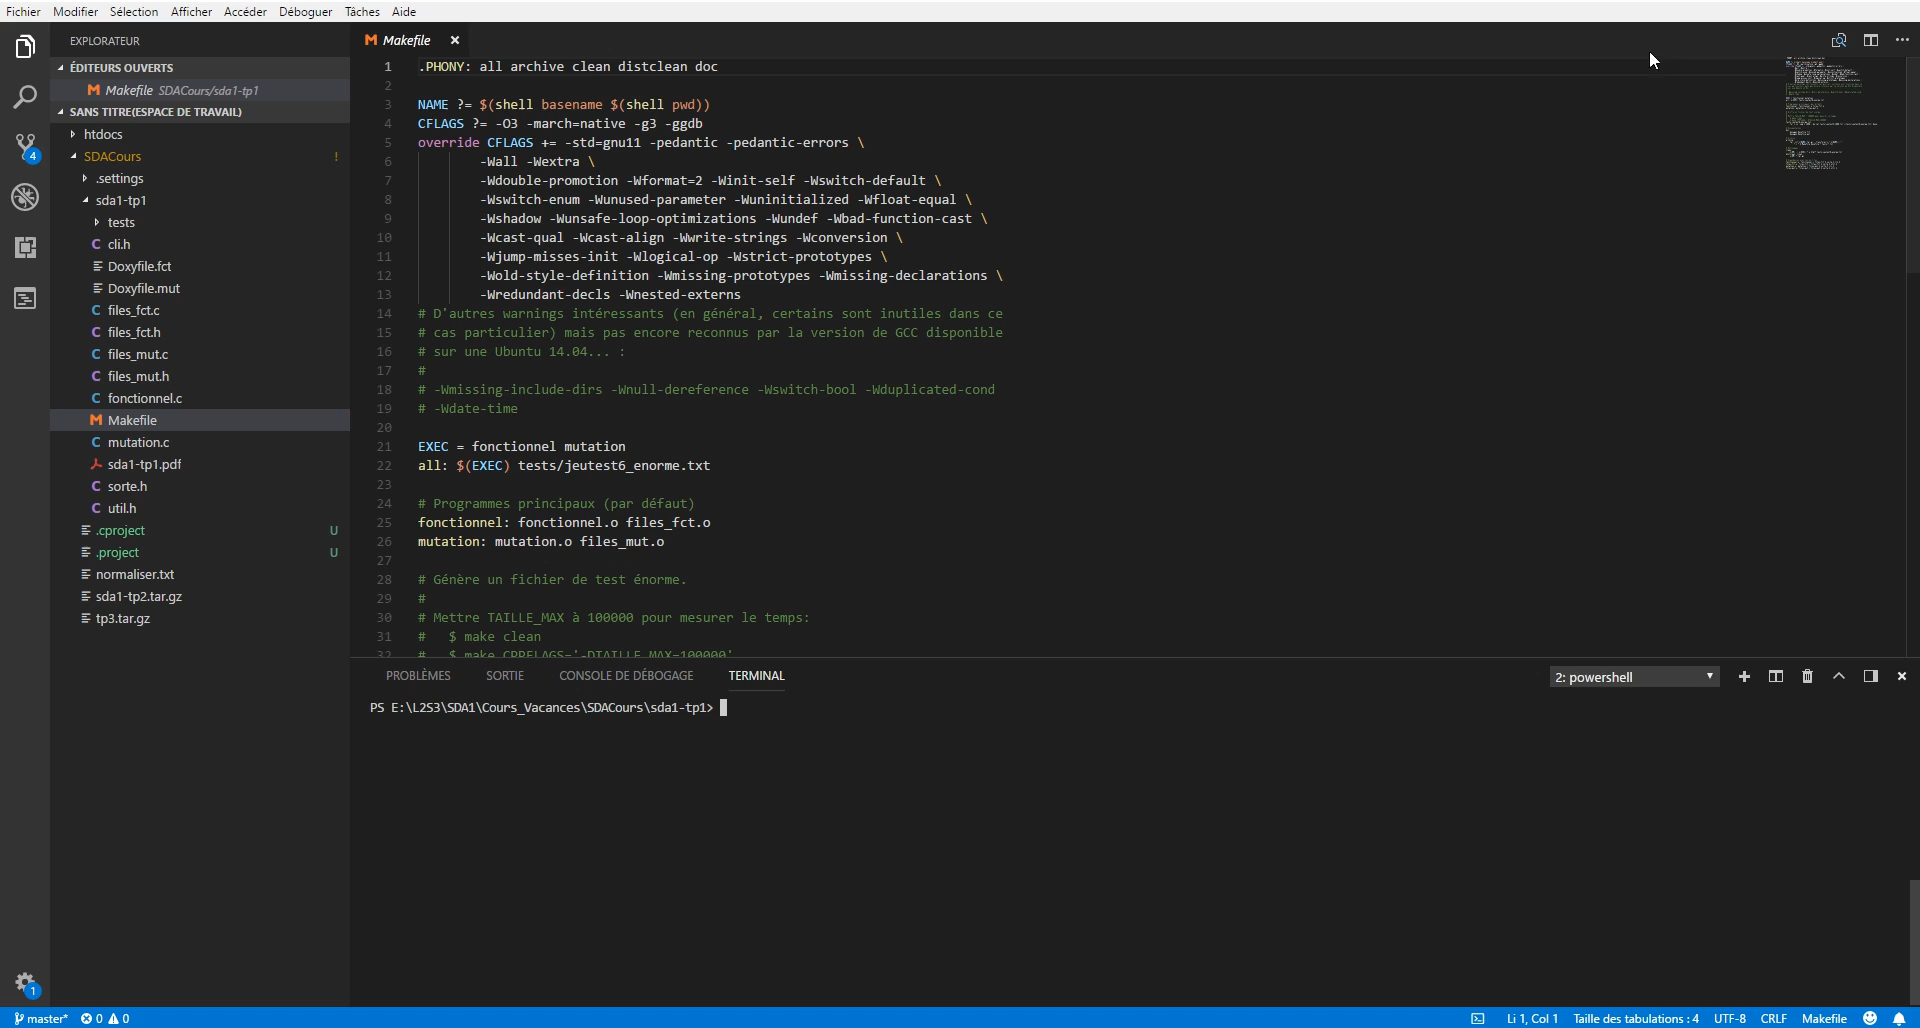 Fichier Modifier Sélection Afficher Accéder Déboguer Tâches Aide
EXPLORATEUR
ÉDITEURS OUVERTS
Makefile SDACours/sda1-tp1
SANS TITRE(ESPACE DE TRAVAIL)
htdocs
SDACours !
.settings
sda1-tp1
tests
C cli.h
Doxyfile.fct
Doxyfile.mut
C files_fct.c
C files_fct.h
C files_mut.c
C files_mut.h
C fonctionnel.c
M Makefile
C mutation.c
sda1-tp1.pdf
C sorte.h
C util.h
.cproject U
.project U
normaliser.txt
sda1-tp2.tar.gz
tp3.tar.gz
4
1
M Makefile
1 .PHONY: all archive clean distclean doc
2
3 NAME ?= $(shell basename $(shell pwd))
4 CFLAGS ?= -O3 -march=native -g3 -ggdb
5 override CFLAGS += -std=gnu11 -pedantic -pedantic-errors \
6 -Wall -Wextra \
7 -Wdouble-promotion -Wformat=2 -Winit-self -Wswitch-default \
8 -Wswitch-enum -Wunused-parameter -Wuninitialized -Wfloat-equal \
9 -Wshadow -Wunsafe-loop-optimizations -Wundef -Wbad-function-cast \
10 -Wcast-qual -Wcast-align -Wwrite-strings -Wconversion \
11 -Wjump-misses-init -Wlogical-op -Wstrict-prototypes \
12 -Wold-style-definition -Wmissing-prototypes -Wmissing-declarations \
13 -Wredundant-decls -Wnested-externs
14 # D'autres warnings intéressants (en général, certains sont inutiles dans ce
15 # cas particulier) mais pas encore reconnus par la version de GCC disponible
16 # sur une Ubuntu 14.04... :
17 #
18 # -Wmissing-include-dirs -Wnull-dereference -Wswitch-bool -Wduplicated-cond
19 # -Wdate-time
20
21 EXEC = fonctionnel mutation
22 all: $(EXEC) tests/jeutest6_enorme.txt
23
24 # Programmes principaux (par défaut)
25 fonctionnel: fonctionnel.o files_fct.o
26 mutation: mutation.o files_mut.o
27
28 # Génère un fichier de test énorme.
29 #
30 # Mettre TAILLE_MAX à 100000 pour mesurer le temps:
31 # $ make clean
32 # $ make CPPFLAGS='-DTAILLE_MAX=100000'
PROBLÈMES SORTIE CONSOLE DE DÉBOGAGE TERMINAL
2: powershell
PS E:\L2S3\SDA1\Cours_Vacances\SDACours\sda1-tp1>
master* 0 0
Li 1, Col 1 Taille des tabulations : 4 UTF-8 CRLF Makefile